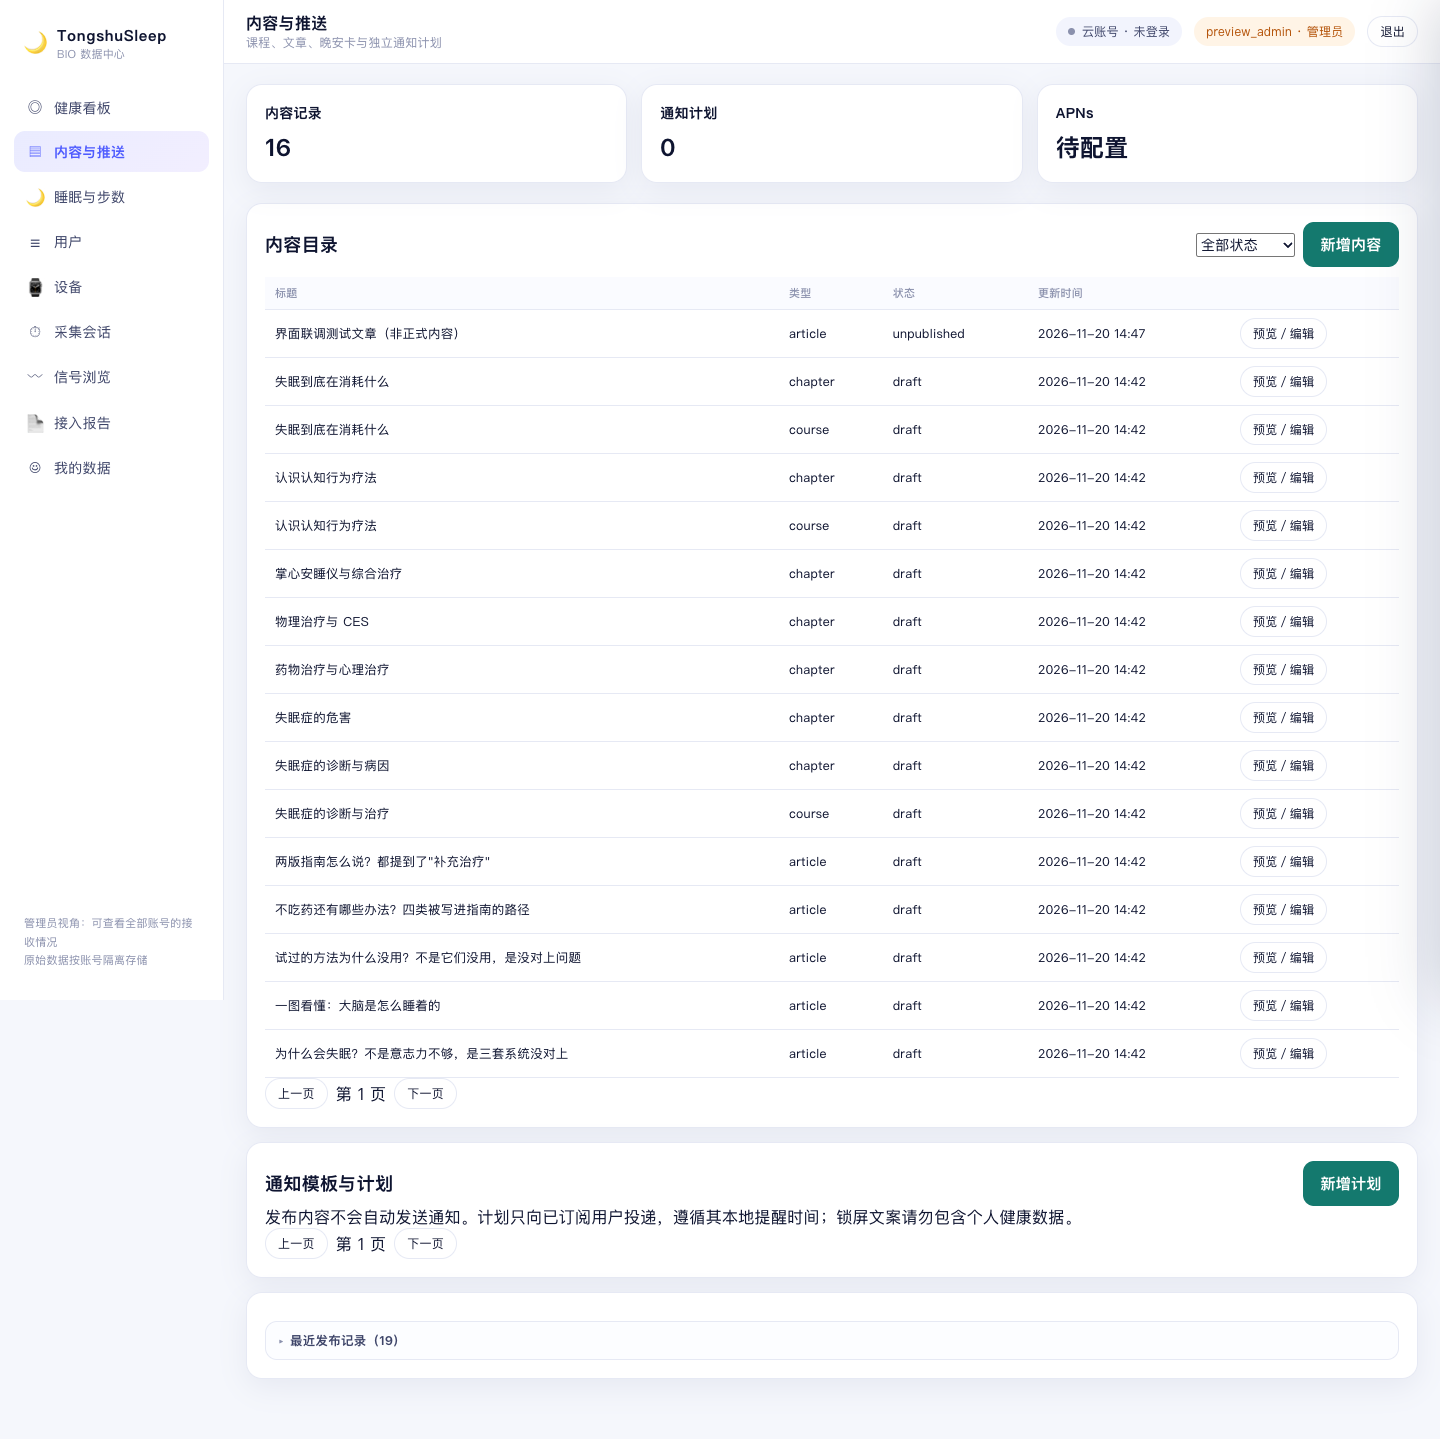 TongshuSleep
BIO 数据中心
健康看板
内容与推送
睡眠与步数
用户
设备
采集会话
信号浏览
接入报告
我的数据
管理员视角：可查看全部账号的接
收情况
原始数据按账号隔离存储
内容与推送
课程、文章、晚安卡与独立通知计划
云账号 · 未登录
preview_admin · 管理员
退出
内容记录
16
通知计划
0
APNs
待配置
内容目录
全部状态
新增内容
标题 类型 状态 更新时间
界面联调测试文章（非正式内容） article unpublished 2026-11-20 14:47 预览 / 编辑
失眠到底在消耗什么 chapter draft 2026-11-20 14:42 预览 / 编辑
失眠到底在消耗什么 course draft 2026-11-20 14:42 预览 / 编辑
认识认知行为疗法 chapter draft 2026-11-20 14:42 预览 / 编辑
认识认知行为疗法 course draft 2026-11-20 14:42 预览 / 编辑
掌心安睡仪与综合治疗 chapter draft 2026-11-20 14:42 预览 / 编辑
物理治疗与 CES chapter draft 2026-11-20 14:42 预览 / 编辑
药物治疗与心理治疗 chapter draft 2026-11-20 14:42 预览 / 编辑
失眠症的危害 chapter draft 2026-11-20 14:42 预览 / 编辑
失眠症的诊断与病因 chapter draft 2026-11-20 14:42 预览 / 编辑
失眠症的诊断与治疗 course draft 2026-11-20 14:42 预览 / 编辑
两版指南怎么说？都提到了"补充治疗" article draft 2026-11-20 14:42 预览 / 编辑
不吃药还有哪些办法？四类被写进指南的路径 article draft 2026-11-20 14:42 预览 / 编辑
试过的方法为什么没用？不是它们没用，是没对上问题 article draft 2026-11-20 14:42 预览 / 编辑
一图看懂：大脑是怎么睡着的 article draft 2026-11-20 14:42 预览 / 编辑
为什么会失眠？不是意志力不够，是三套系统没对上 article draft 2026-11-20 14:42 预览 / 编辑
上一页 第 1 页 下一页
通知模板与计划
新增计划
发布内容不会自动发送通知。计划只向已订阅用户投递，遵循其本地提醒时间；锁屏文案请勿包含个人健康数据。
上一页 第 1 页 下一页
最近发布记录（19）